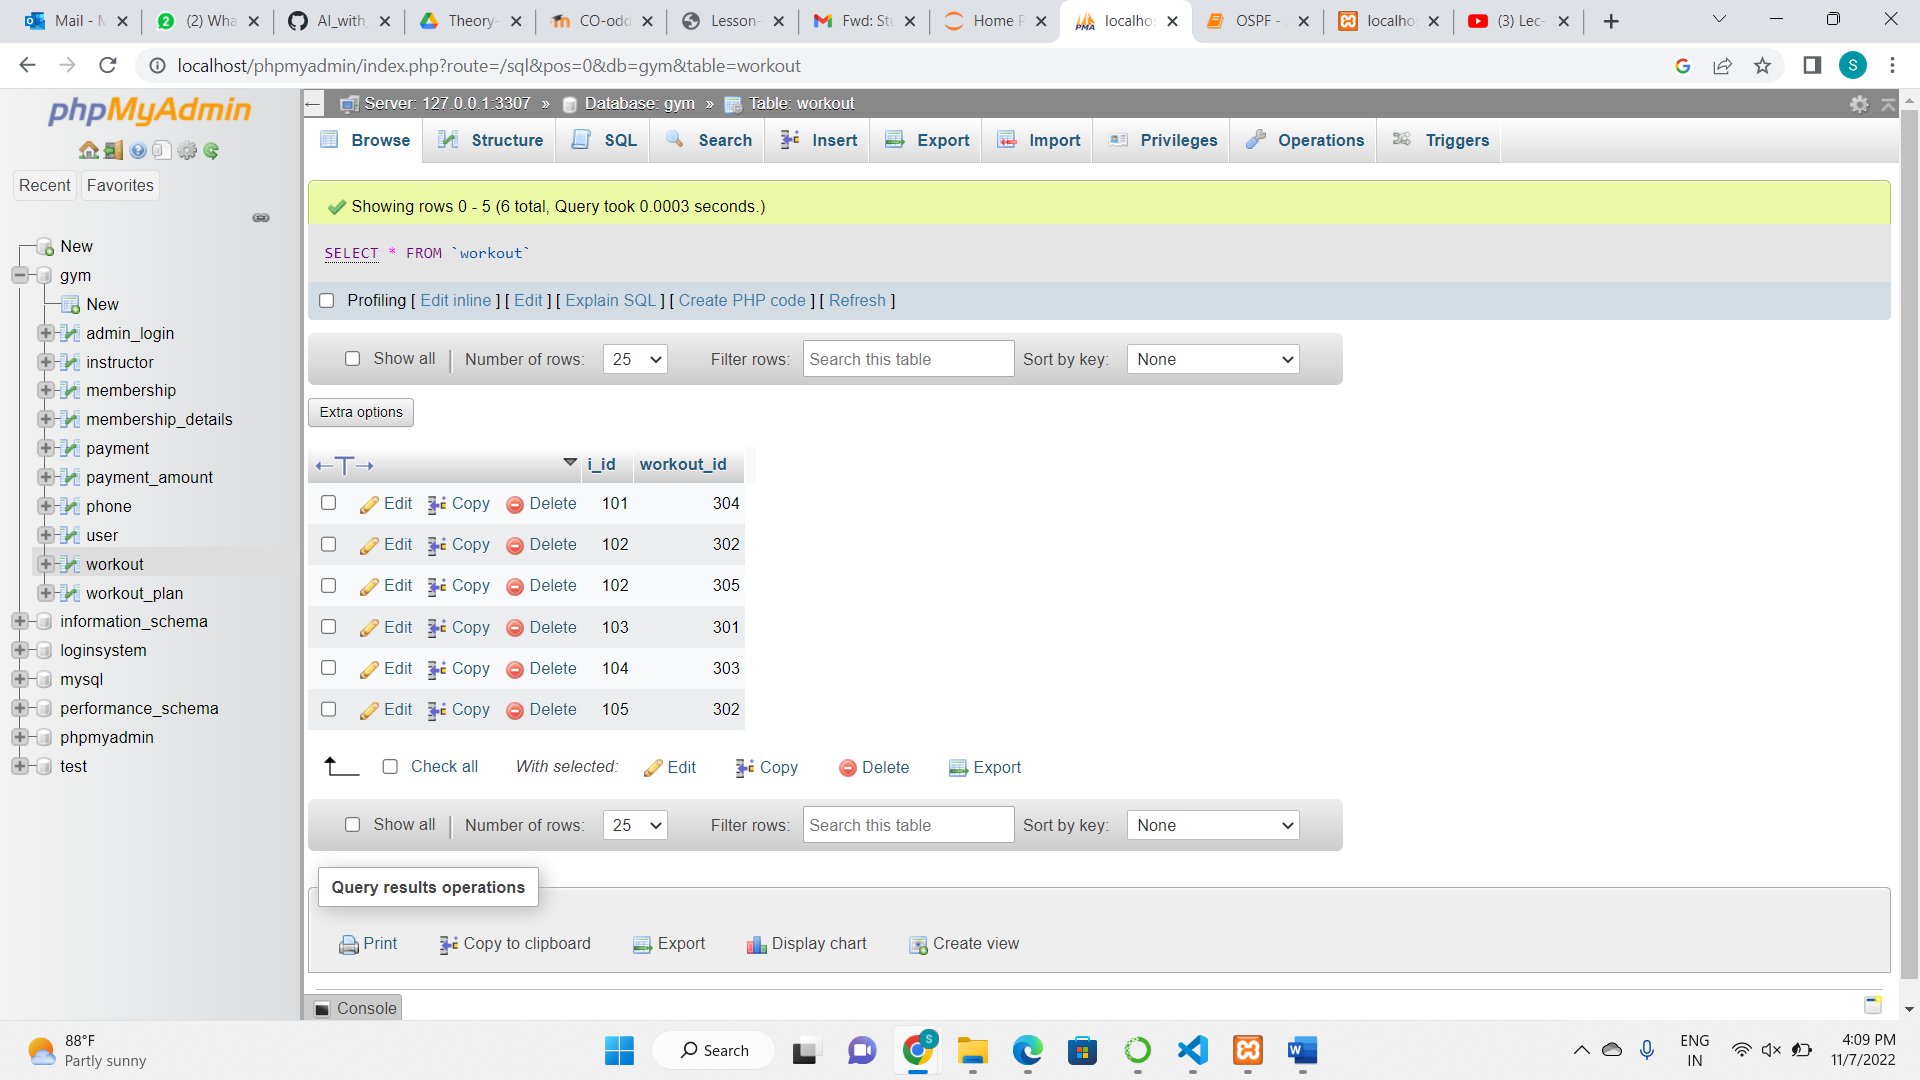 Mail - M
(2) Wha
AI_with
Theory-
CO-odd
Lesson-
Fwd: Stu
Home P
localhos
OSPF -
localhos
(3) Lec-
localhost/phpmyadmin/index.php?route=/sql&pos=0&db=gym&table=workout
S
phpMyAdmin
Recent Favorites
New
gym
New
admin_login
instructor
membership
membership_details
payment
payment_amount
phone
user
workout
workout_plan
information_schema
loginsystem
mysql
performance_schema
phpmyadmin
test
Server: 127.0.0.1:3307 » Database: gym » Table: workout
Browse Structure SQL Search Insert Export Import Privileges Operations Triggers
Showing rows 0 - 5 (6 total, Query took 0.0003 seconds.)
SELECT * FROM `workout`
Profiling [ Edit inline ] [ Edit ] [ Explain SQL ] [ Create PHP code ] [ Refresh ]
Show all | Number of rows: 25 Filter rows: Search this table Sort by key: None
Extra options
←T→ i_id workout_id
Edit Copy Delete 101 304
Edit Copy Delete 102 302
Edit Copy Delete 102 305
Edit Copy Delete 103 301
Edit Copy Delete 104 303
Edit Copy Delete 105 302
Check all With selected: Edit Copy Delete Export
Show all | Number of rows: 25 Filter rows: Search this table Sort by key: None
Query results operations
Print Copy to clipboard Export Display chart Create view
Console
88°F
Partly sunny
Search
S
ENG
IN
4:09 PM
11/7/2022